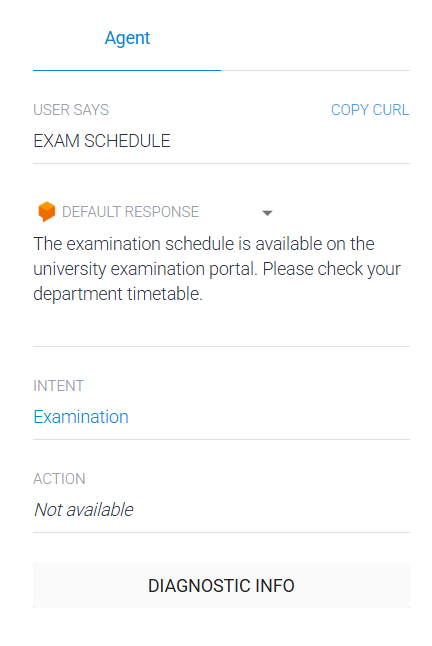 Agent
USER SAYS COPY CURL
EXAM SCHEDULE
DEFAULT RESPONSE
The examination schedule is available on the
university examination portal. Please check your
department timetable.
INTENT
Examination
ACTION
Not available
DIAGNOSTIC INFO